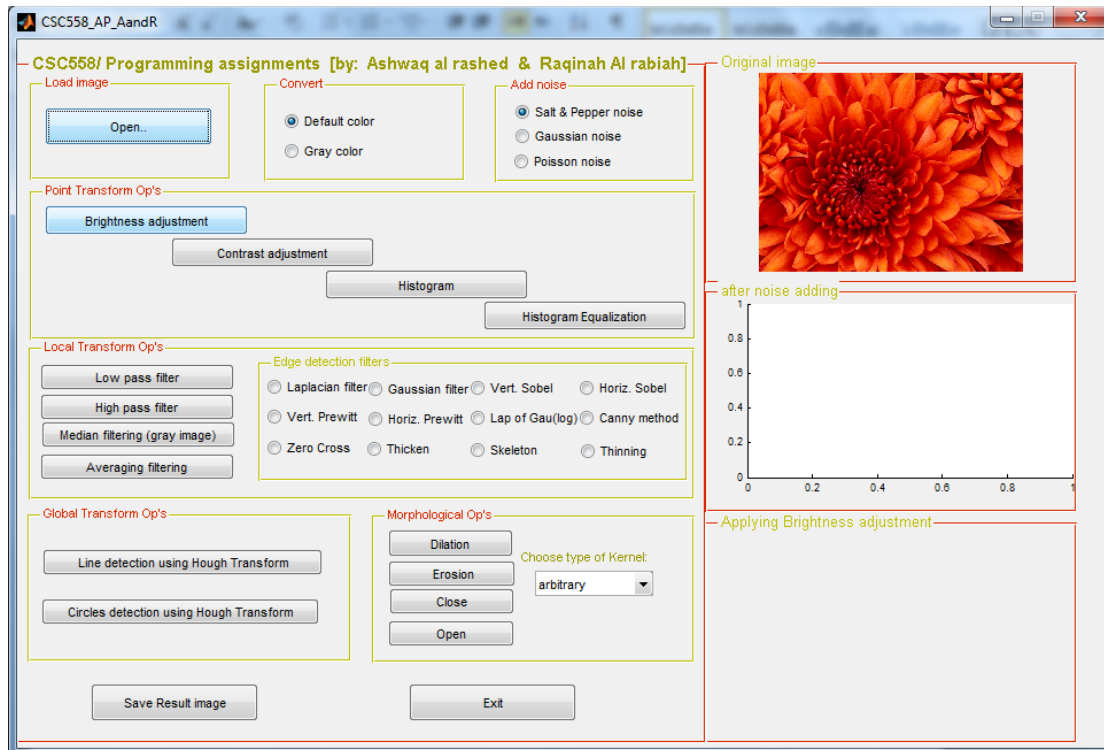 CSC558_AP_AandR
CSC558/ Programming assignments [by: Ashwaq al rashed & Raqinah Al rabiah]
Load image
Open..
Convert
Default color
Gray color
Add noise
Salt & Pepper noise
Gaussian noise
Poisson noise
Point Transform Op's
Brightness adjustment
Contrast adjustment
Histogram
Histogram Equalization
Local Transform Op's
Low pass filter
High pass filter
Median filtering (gray image)
Averaging filtering
Edge detection filters
Laplacian filter Gaussian filter Vert. Sobel Horiz. Sobel
Vert. Prewitt Horiz. Prewitt Lap of Gau(log) Canny method
Zero Cross Thicken Skeleton Thinning
Global Transform Op's
Line detection using Hough Transform
Circles detection using Hough Transform
Morphological Op's
Dilation
Erosion
Close
Open
Choose type of Kernel:
arbitrary
Save Result image
Exit
Original image
after noise adding
1
0.8
0.6
0.4
0.2
0
0 0.2 0.4 0.6 0.8 1
Applying Brightness adjustment